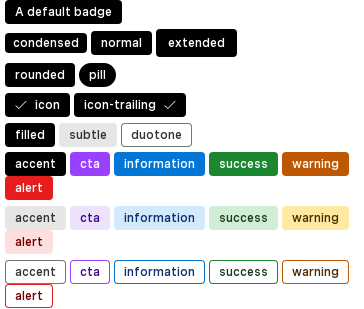 A default badge
condensed normal extended
rounded pill
icon icon-trailing
filled subtle duotone
accent cta information success warning
alert
accent cta information success warning
alert
accent cta information success warning
alert